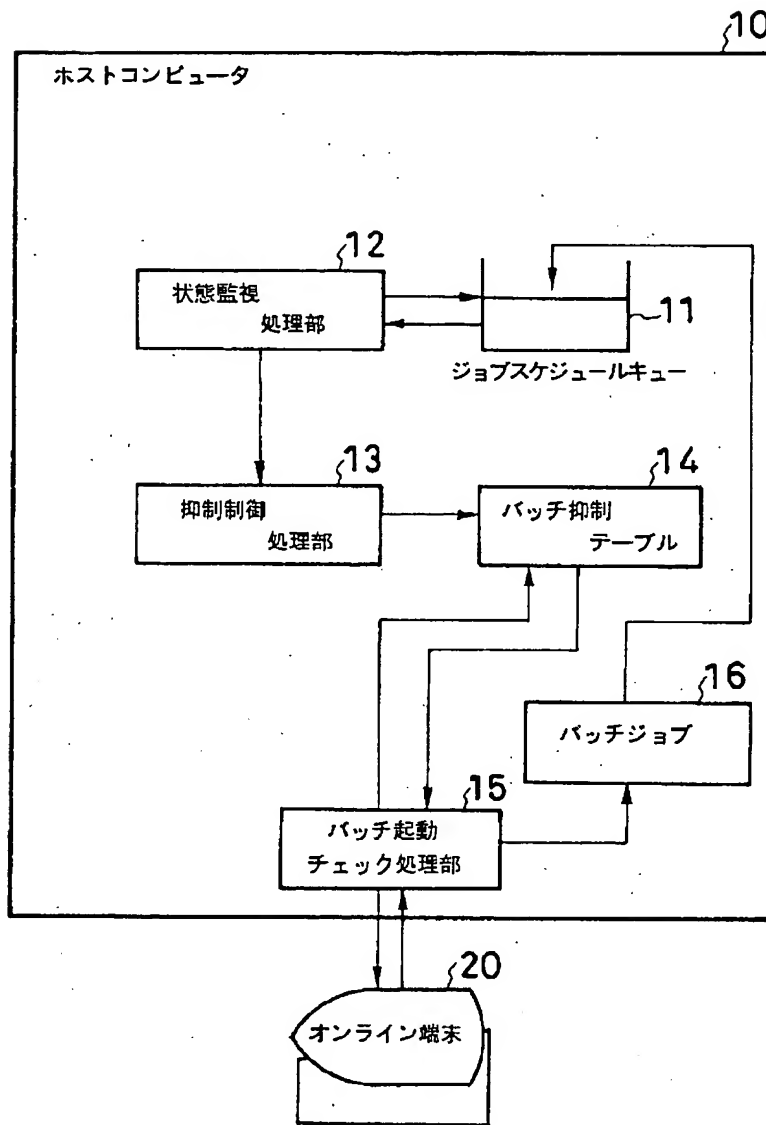 10
ホストコンピュータ
12
状態監視
処理部
11
ジョブスケジュールキュー
13
抑制制御
処理部
14
バッチ抑制
テーブル
16
バッチジョブ
15
バッチ起動
チェック処理部
20
オンライン端末